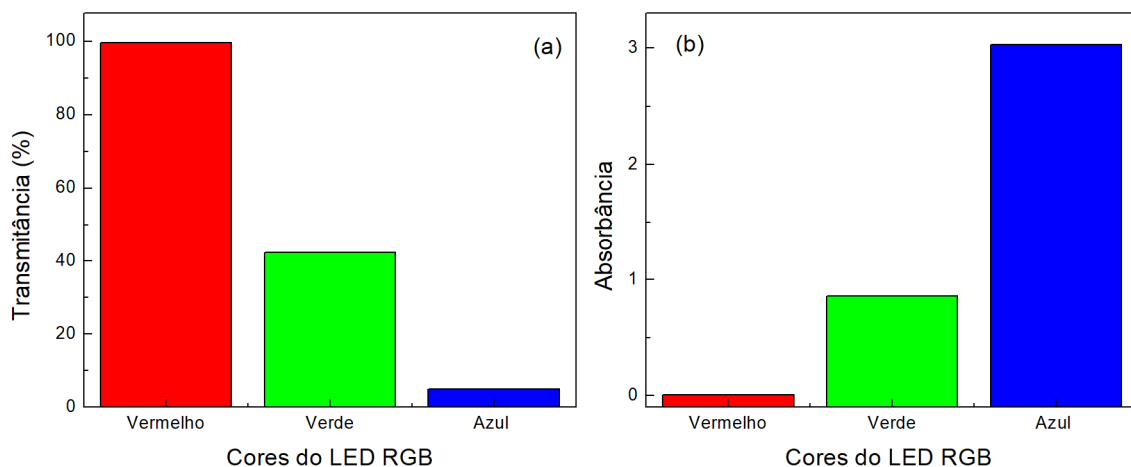 (a)
Transmitância (%)
100
80
60
40
20
0
Vermelho Verde Azul
Cores do LED RGB
(b)
Absorbância
3
2
1
0
Vermelho Verde Azul
Cores do LED RGB